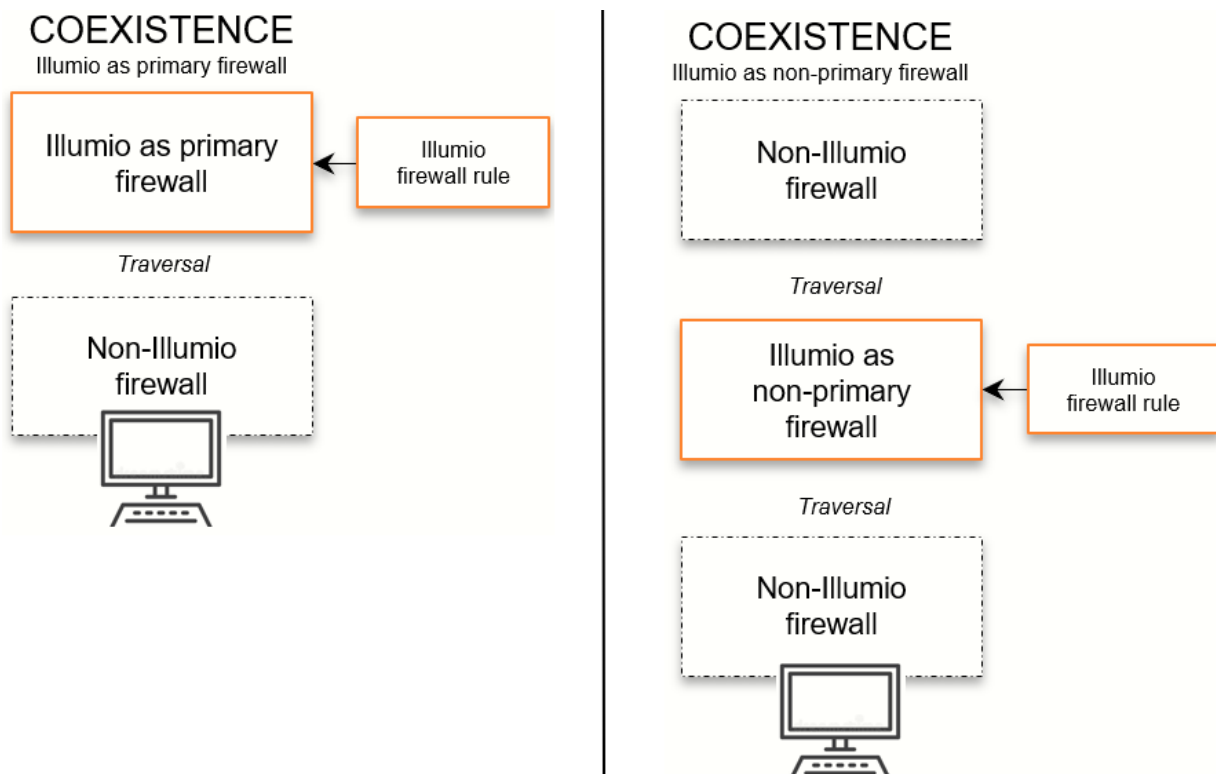 COEXISTENCE
Illumio as primary firewall
Illumio as primary
firewall
Illumio
firewall rule
Traversal
Non-Illumio
firewall
COEXISTENCE
Illumio as non-primary firewall
Non-Illumio
firewall
Traversal
Illumio as
non-primary
firewall
Illumio
firewall rule
Traversal
Non-Illumio
firewall